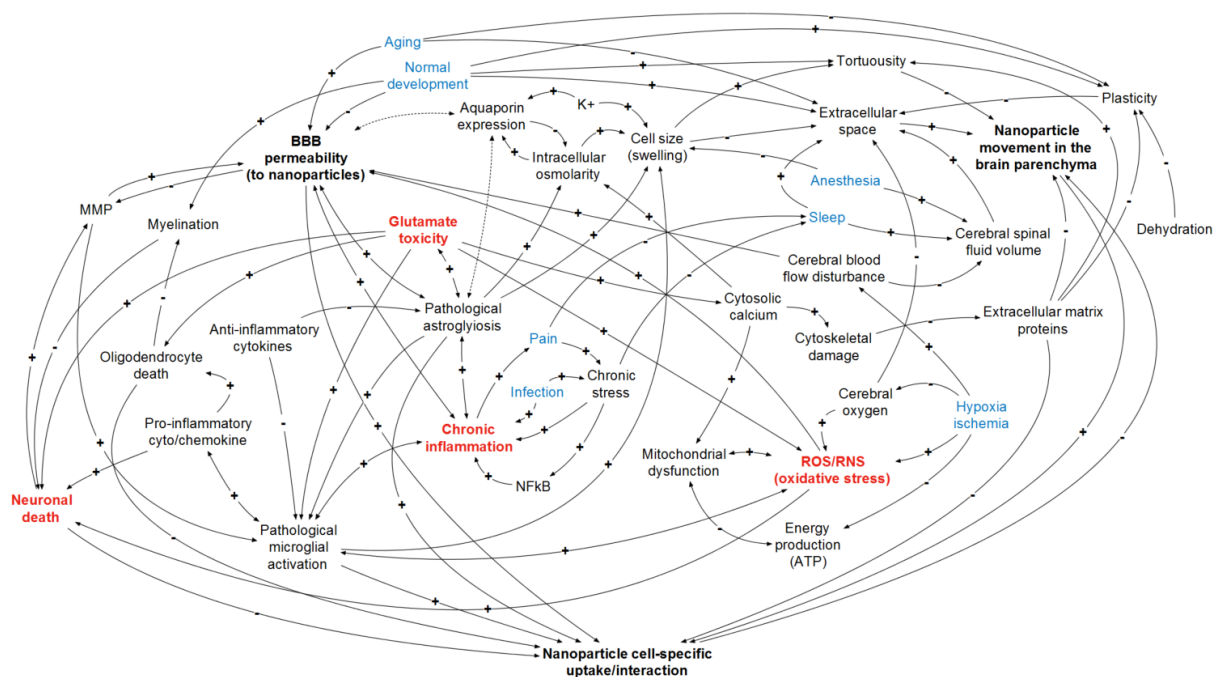 Aging
Normal
development
Tortuousity
Plasticity
K+
Aquaporin
expression
Cell size
(swelling)
Extracellular
space
Nanoparticle
movement in the
brain parenchyma
BBB
permeability
(to nanoparticles)
Intracellular
osmolarity
Anesthesia
MMP
Myelination
Glutamate
toxicity
Sleep
Cerebral spinal
fluid volume
Dehydration
Cerebral blood
flow disturbance
Pathological
astroglyiosis
Cytosolic
calcium
Extracellular matrix
proteins
Anti-inflammatory
cytokines
Pain
Cytoskeletal
damage
Oligodendrocyte
death
Infection
Chronic
stress
Cerebral
oxygen
Hypoxia
ischemia
Pro-inflammatory
cyto/chemokine
Chronic
inflammation
Mitochondrial
dysfunction
ROS/RNS
(oxidative stress)
NFkB
Neuronal
death
Pathological
microglial
activation
Energy
production
(ATP)
Nanoparticle cell-specific
uptake/interaction